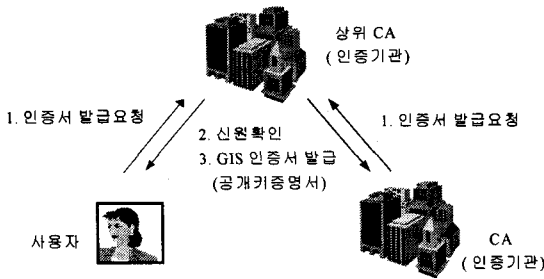 상위 CA
( 인증기관)
1. 인증서 발급요청
2. 신원확인
3. GIS 인증서 발급
(공개키증명서)
1. 인증서 발급요청
사용자
CA
( 인증기관)